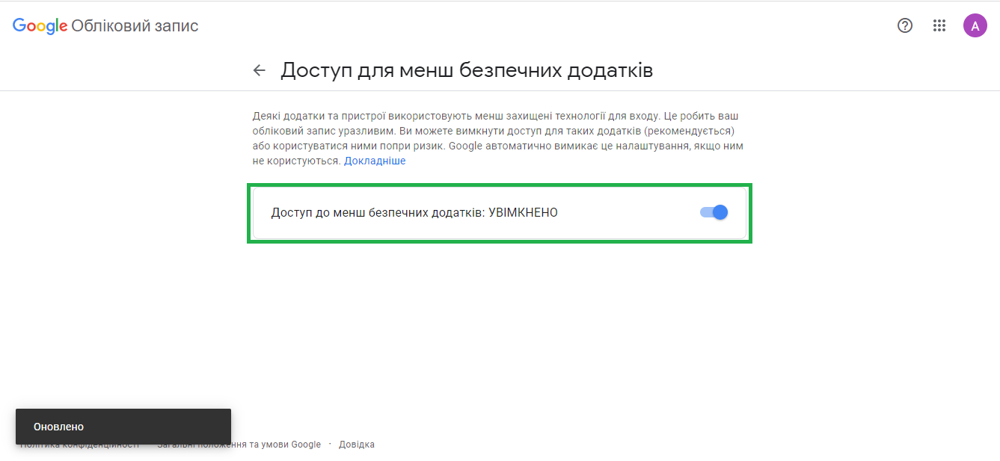 Google Обліковий запис
A
Доступ для менш безпечних додатків
Деякі додатки та пристрої використовують менш захищені технології для входу. Це робить ваш
обліковий запис уразливим. Ви можете вимкнути доступ для таких додатків (рекомендується)
або користуватися ними попри ризик. Google автоматично вимикає це налаштування, якщо ним
не користуються. Докладніше
Доступ до менш безпечних додатків: УВІМКНЕНО
Оновлено
Політика конфіденційності · Загальні положення та умови Google · Довідка